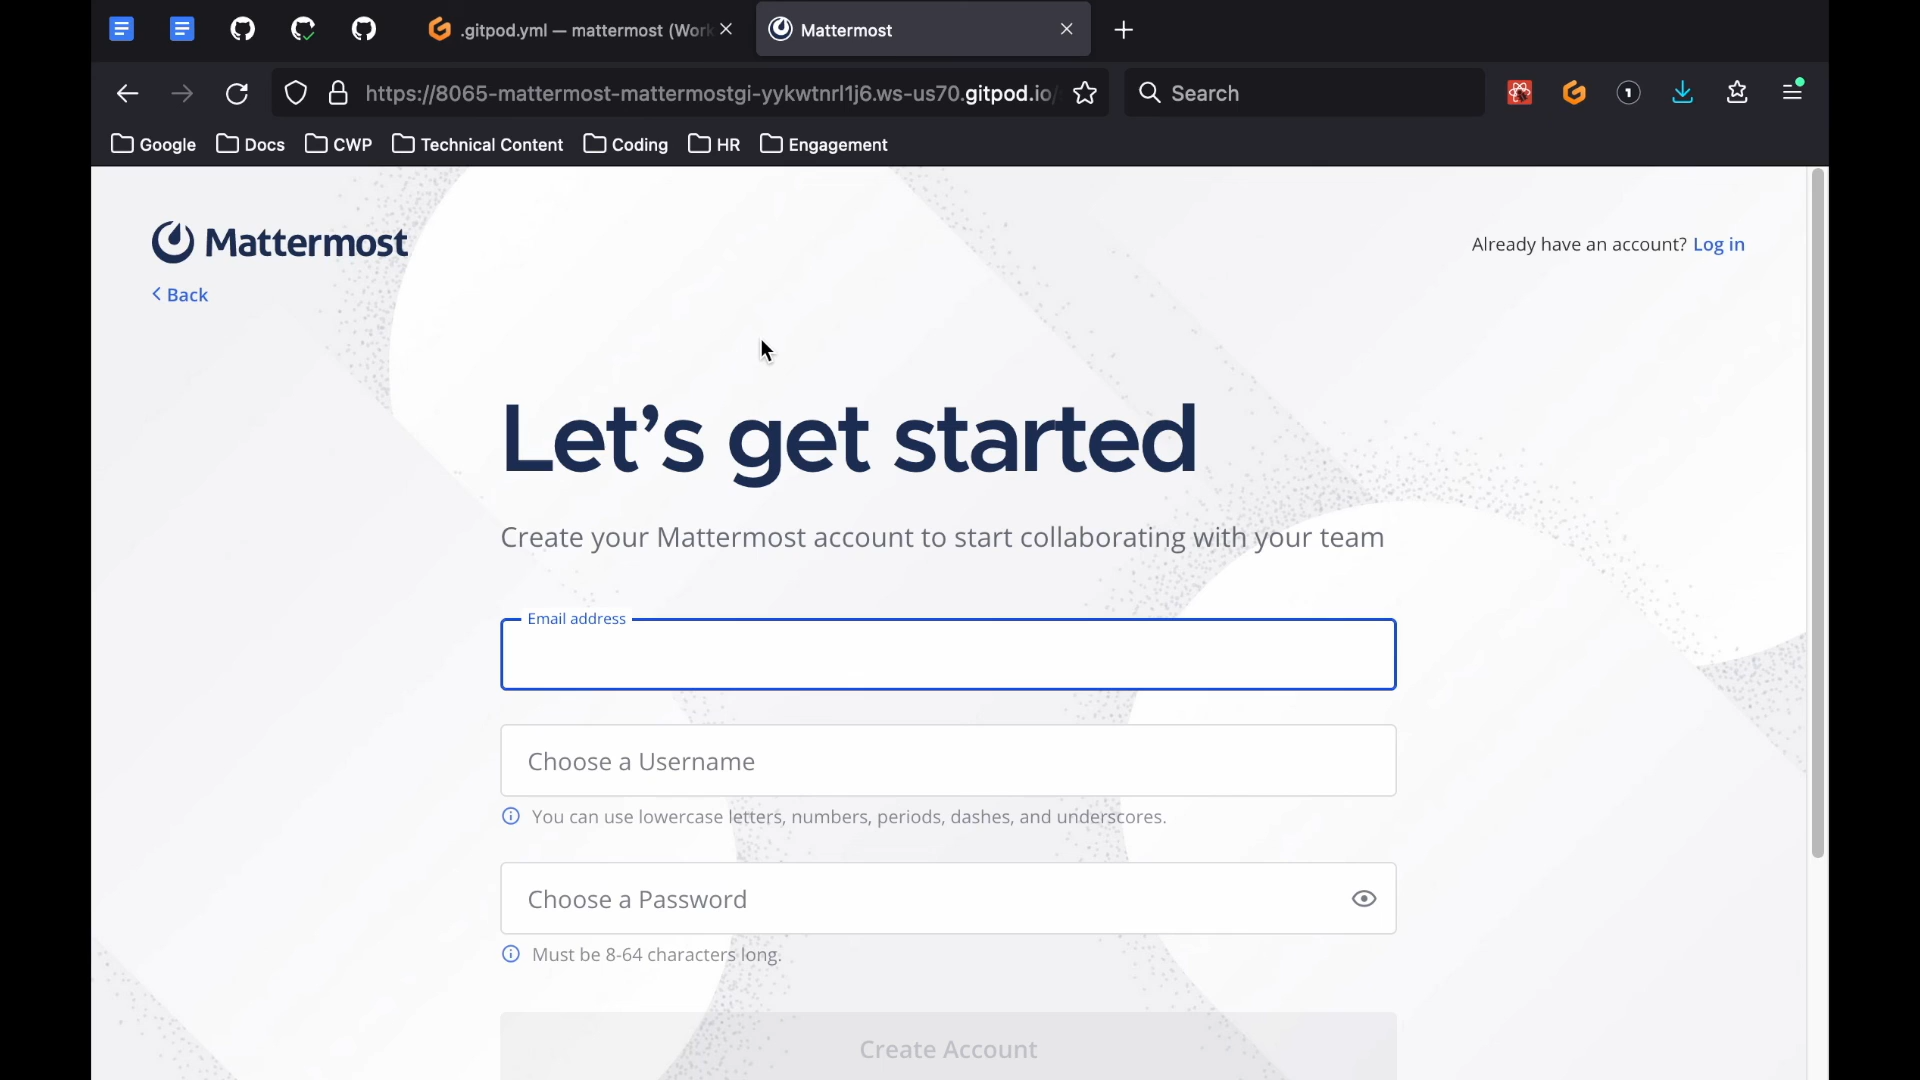 .gitpod.yml — mattermost (Work
Mattermost
https://8065-mattermost-mattermostgi-yykwtnrl1j6.ws-us70.gitpod.io/
Search
Google Docs CWP Technical Content Coding HR Engagement
Mattermost
Already have an account? Log in
Back
Let’s get started
Create your Mattermost account to start collaborating with your team
Email address
Choose a Username
You can use lowercase letters, numbers, periods, dashes, and underscores.
Choose a Password
Must be 8-64 characters long.
Create Account